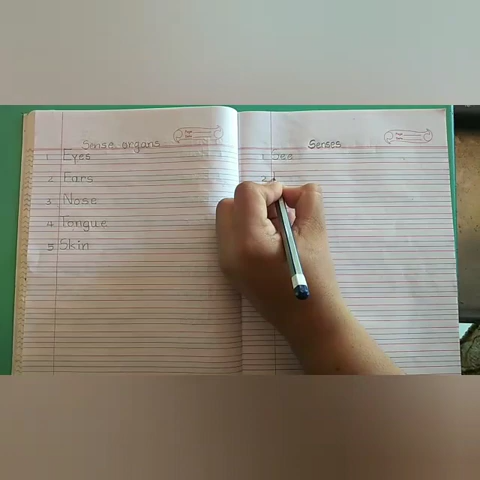 Sense organs
1. Eyes
2. Ears
3. Nose
4. Tongue
5. Skin
Senses
1. See
2.